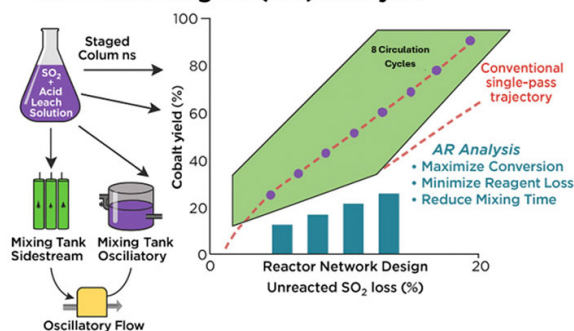 Staged
Colum ns
SO₂
+
Acid
Leach
Solution
Mixing Tank
Sidestream
Mixing Tank
Osciliatory
Oscillatory Flow
Cobalt yield (%)
100
80
60
40
20
0
8 Circulation
Cycles
Conventional
single-pass
trajectory
AR Analysis
• Maximize Conversion
• Minimize Reagent Loss
• Reduce Mixing Time
0
Reactor Network Design
20
Unreacted SO₂ loss (%)